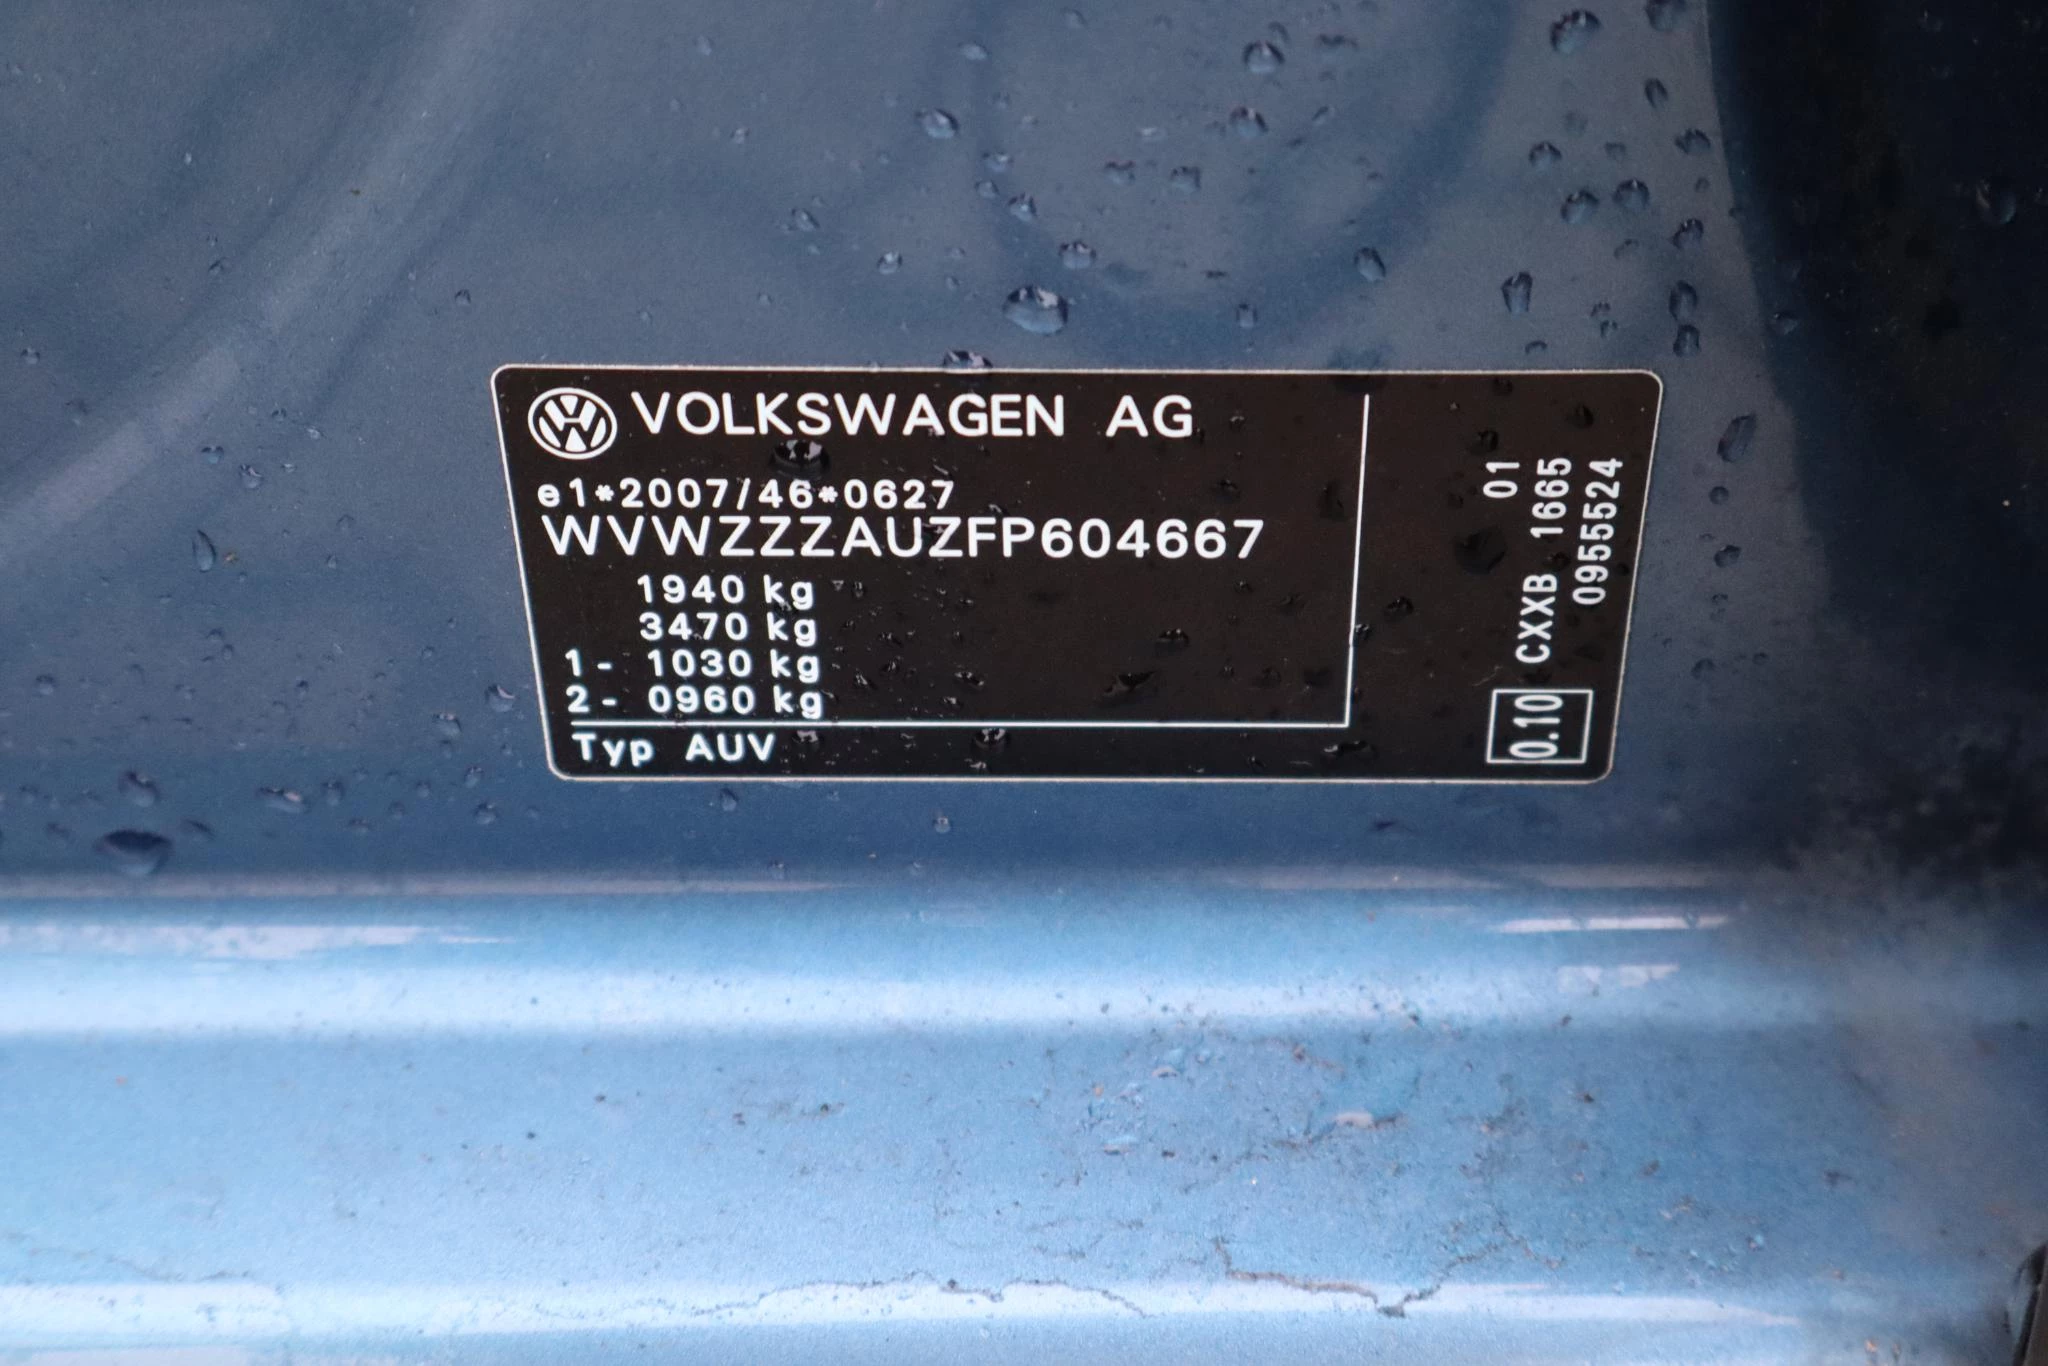 VOLKSWAGEN AG
e1*2007/46*0627
WVWZZZAUZFP604667
1940 kg
3470 kg
1- 1030 kg
2- 0960 kg
Typ AUV
01
0.10 CXXB 1665
0955524